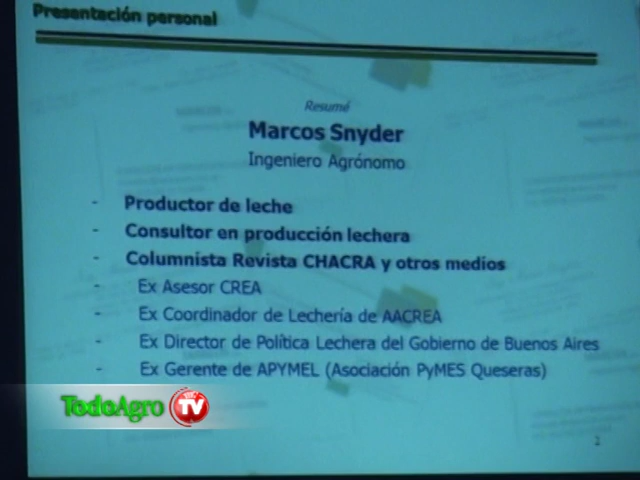 Presentación personal
Resumé
Marcos Snyder
Ingeniero Agrónomo
- Productor de leche
- Consultor en producción lechera
- Columnista Revista CHACRA y otros medios
- Ex Asesor CREA
- Ex Coordinador de Lechería de AACREA
- Ex Director de Política Lechera del Gobierno de Buenos Aires
- Ex Gerente de APYMEL (Asociación PyMES Queseras)
TodoAgro TV